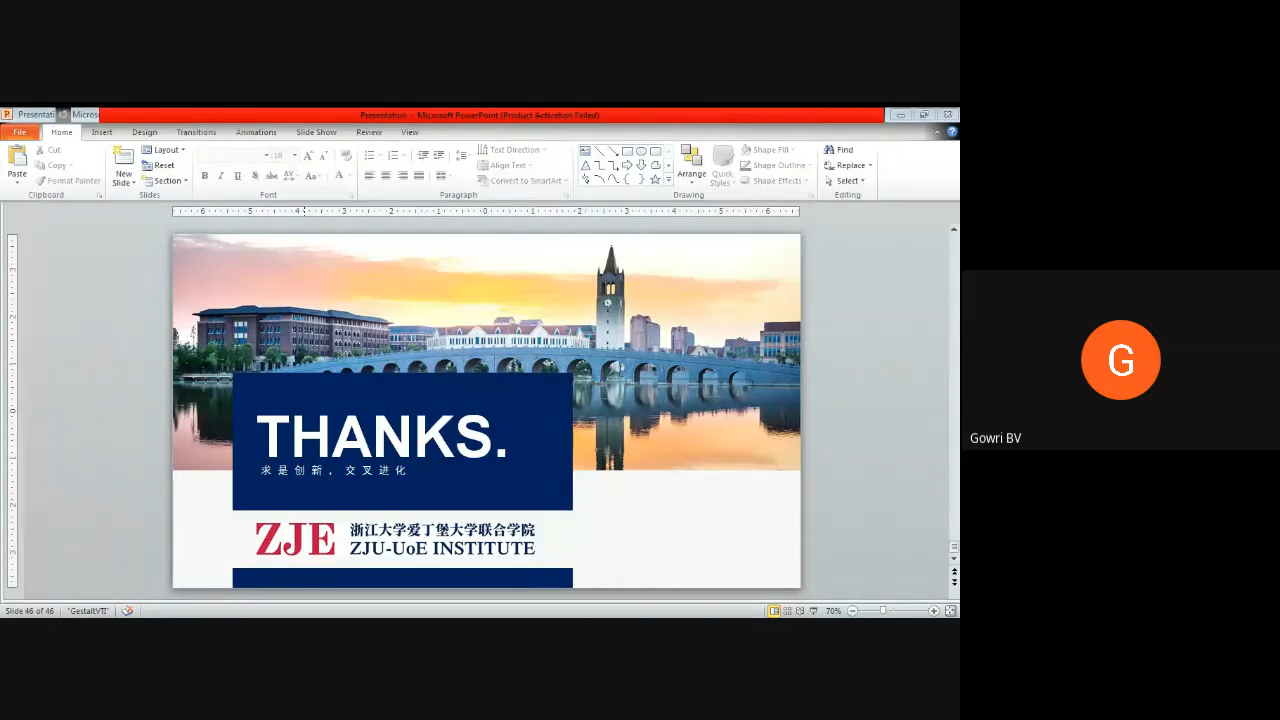 Presentati
Micros
Presentation - Microsoft PowerPoint (Product Activation Failed)
File Home Insert Design Transitions Animations Slide Show Review View
Paste
Cut
Copy
Format Painter
Clipboard
New
Slide
Layout
Reset
Section
Slides
18
Font
Text Direction
Align Text
Convert to SmartArt
Paragraph
Arrange
Quick
Styles
Shape Fill
Shape Outline
Shape Effects
Drawing
Find
Replace
Select
Editing
THANKS.
求是创新，交叉进化
ZJE
浙江大学爱丁堡大学联合学院
ZJU-UoE INSTITUTE
Slide 46 of 46 "GestaltVTI" 70%
G
Gowri BV